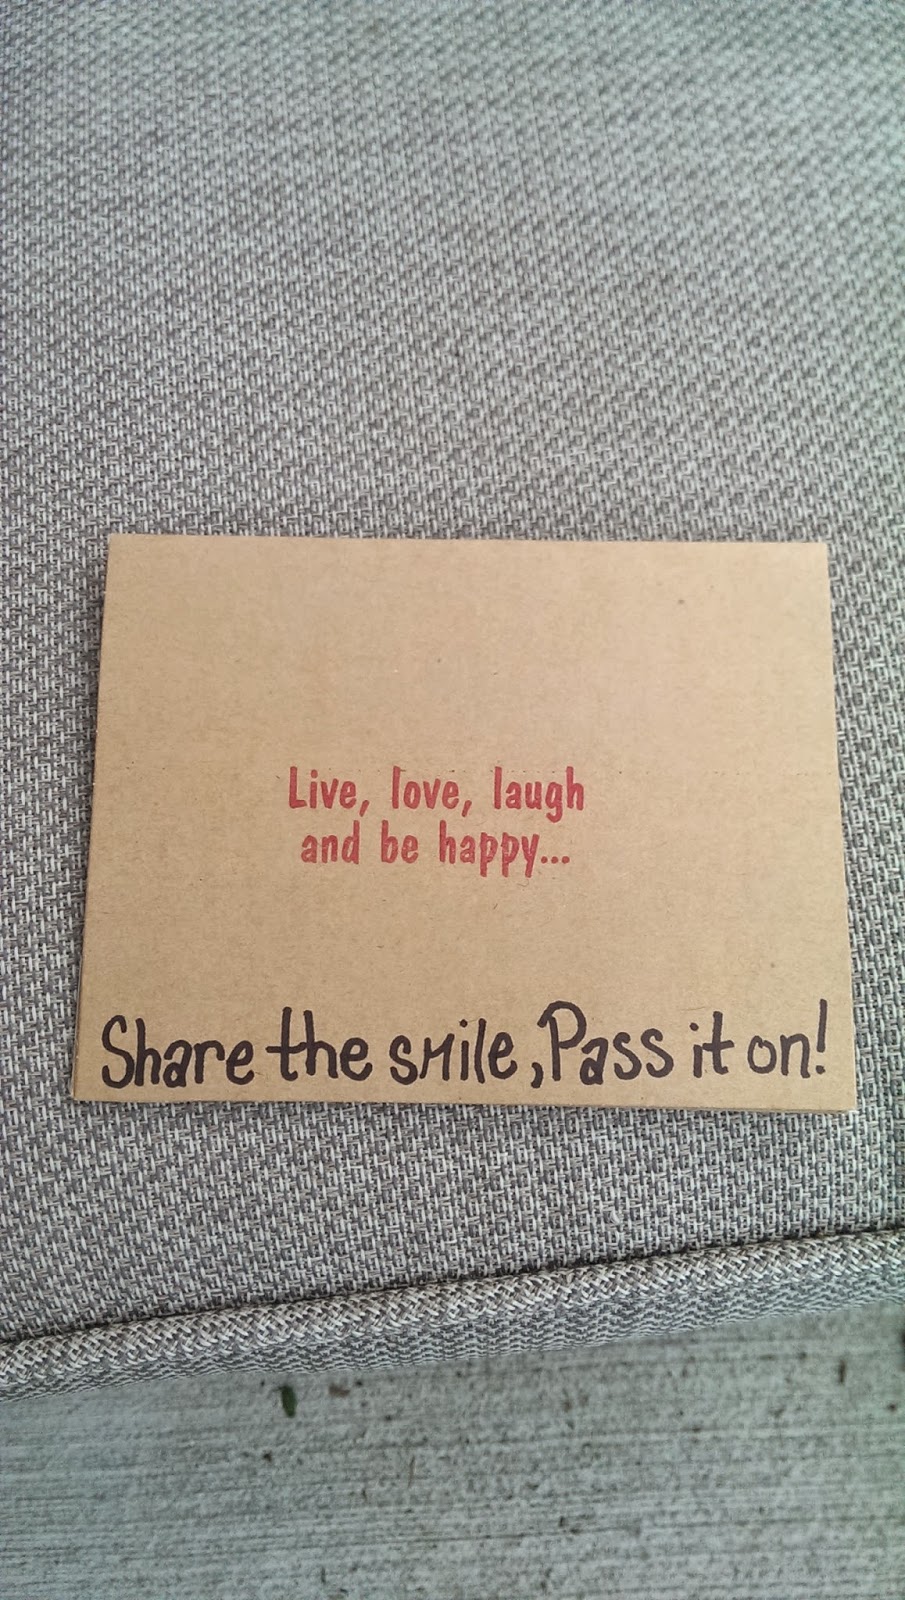 Live, love, laugh
and be happy...
Share the smile, Pass it on!